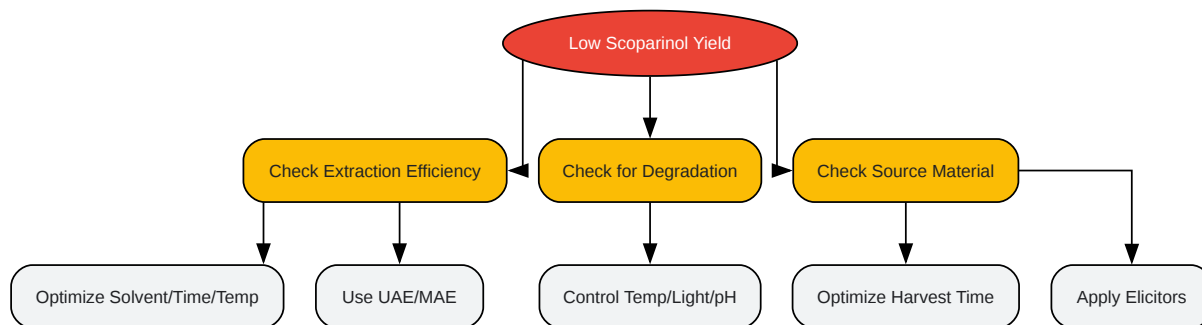 Low Scoparinol Yield
Check Extraction Efficiency
Check for Degradation
Check Source Material
Optimize Solvent/Time/Temp
Use UAE/MAE
Control Temp/Light/pH
Optimize Harvest Time
Apply Elicitors